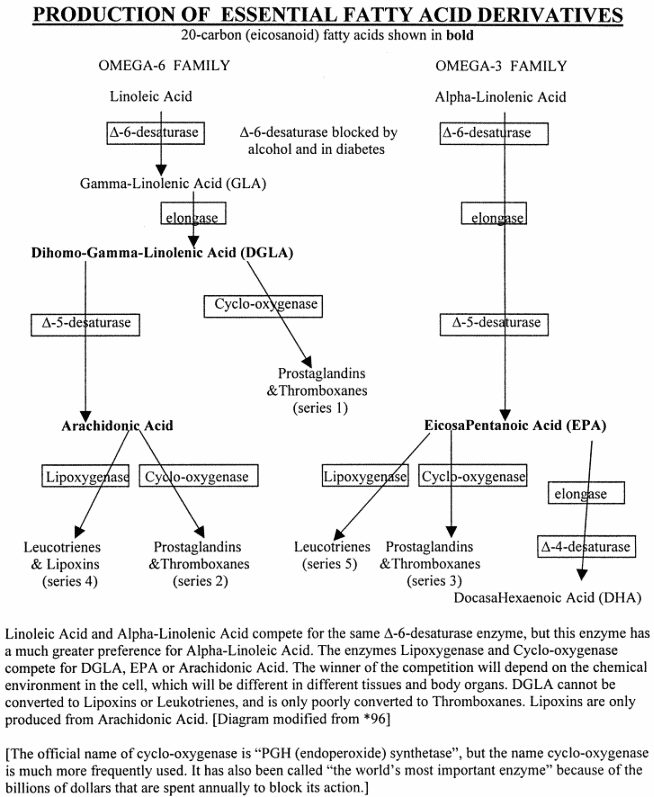 PRODUCTION OF ESSENTIAL FATTY ACID DERIVATIVES
20-carbon (eicosanoid) fatty acids shown in bold
OMEGA-6 FAMILY
OMEGA-3 FAMILY
Linoleic Acid
Alpha-Linolenic Acid
Δ-6-desaturase
Δ-6-desaturase blocked by
alcohol and in diabetes
Δ-6-desaturase
Gamma-Linolenic Acid (GLA)
elongase
elongase
Dihomo-Gamma-Linolenic Acid (DGLA)
Cyclo-oxygenase
Δ-5-desaturase
Δ-5-desaturase
Prostaglandins
&Thromboxanes
(series 1)
Arachidonic Acid
EicosaPentanoic Acid (EPA)
Lipoxygenase
Cyclo-oxygenase
Lipoxygenase
Cyclo-oxygenase
elongase
Δ-4-desaturase
Leucotrienes
& Lipoxins
(series 4)
Prostaglandins
&Thromboxanes
(series 2)
Leucotrienes
(series 5)
Prostaglandins
&Thromboxanes
(series 3)
DocasaHexaenoic Acid (DHA)
Linoleic Acid and Alpha-Linolenic Acid compete for the same Δ-6-desaturase enzyme, but this enzyme has
a much greater preference for Alpha-Linoleic Acid. The enzymes Lipoxygenase and Cyclo-oxygenase
compete for DGLA, EPA or Arachidonic Acid. The winner of the competition will depend on the chemical
environment in the cell, which will be different in different tissues and body organs. DGLA cannot be
converted to Lipoxins or Leukotrienes, and is only poorly converted to Thromboxanes. Lipoxins are only
produced from Arachidonic Acid. [Diagram modified from *96]
[The official name of cyclo-oxygenase is “PGH (endoperoxide) synthetase”, but the name cyclo-oxygenase
is much more frequently used. It has also been called “the world’s most important enzyme” because of the
billions of dollars that are spent annually to block its action.]